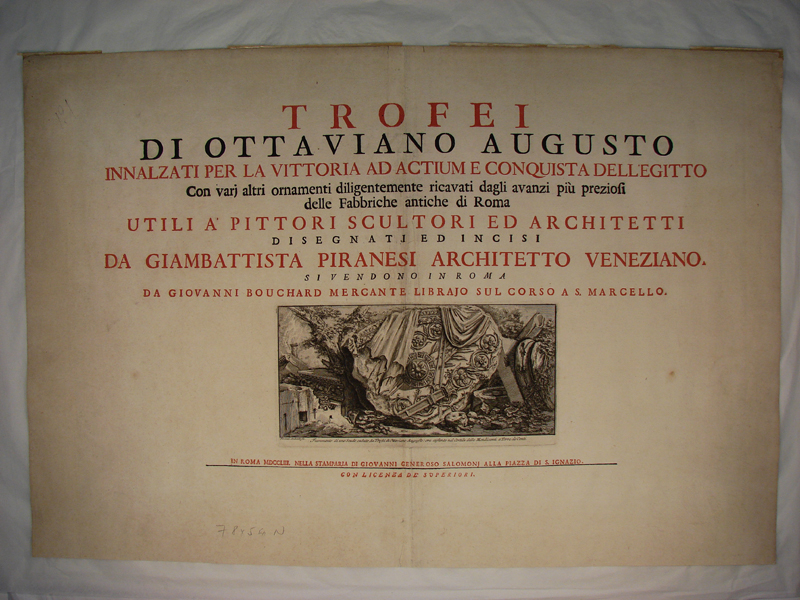 TROFEI
DI OTTAVIANO AUGUSTO
INNALZATI PER LA VITTORIA AD ACTIUM E CONQUISTA DELL'EGITTO
Con varj altri ornamenti diligentemente ricavati dagli avanzi più preziosi
delle Fabbriche antiche di Roma
UTILI A' PITTORI SCULTORI ED ARCHITETTI
DISEGNATI ED INCISI
DA GIAMBATTISTA PIRANESI ARCHITETTO VENEZIANO.
SI VENDONO IN ROMA
DA GIOVANNI BOUCHARD MERCANTE LIBRAJO SUL CORSO A S. MARCELLO.
IN ROMA MDCCLIII. NELLA STAMPARIA DI GIOVANNI GENEROSO SALOMONJ ALLA PIAZZA DI S. IGNAZIO.
CON LICENZA DE' SUPERIORI.